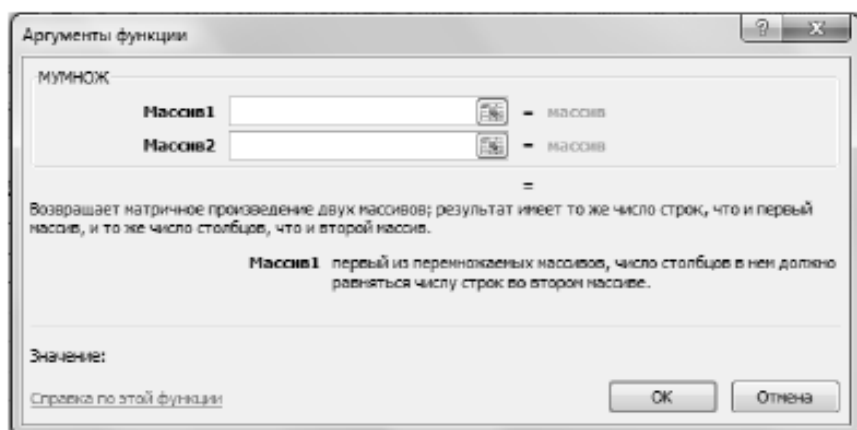 Аргументы функции
МУМНОЖ
Массив1 = массив
Массив2 = массив
=
Возвращает матричное произведение двух массивов; результат имеет то же число строк, что и первый
массив, и то же число столбцов, что и второй массив.
Массив1 первый из перемножаемых массивов, число столбцов в нем должно
равняться числу строк во втором массиве.
Значение:
Справка по этой функции
ОК
Отмена